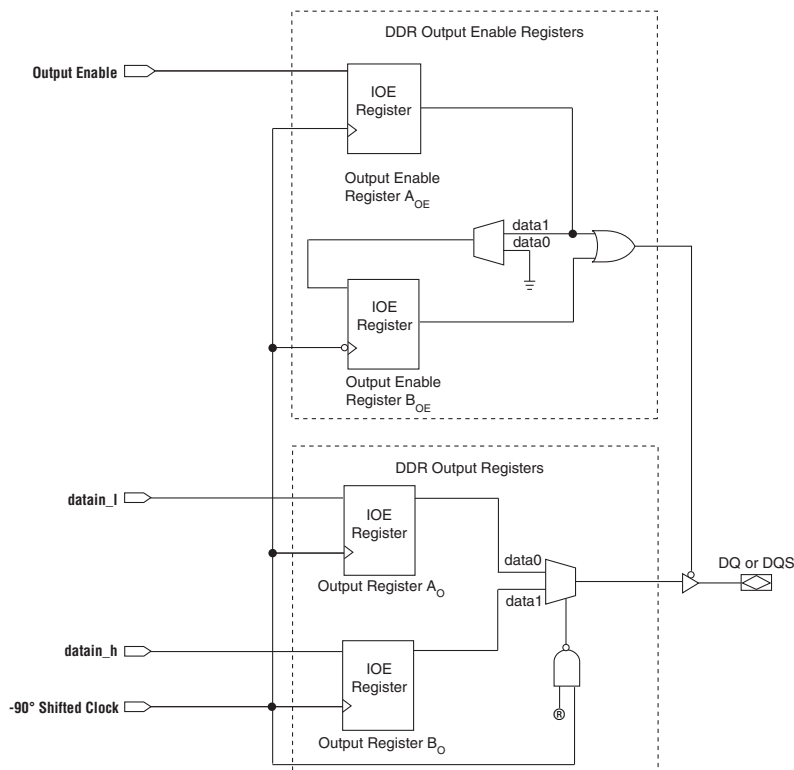 DDR Output Enable Registers
Output Enable
IOE
Register
Output Enable
Register A_OE
data1
data0
IOE
Register
Output Enable
Register B_OE
DDR Output Registers
datain_l
IOE
Register
Output Register A_O
data0
data1
DQ or DQS
datain_h
IOE
Register
-90° Shifted Clock
R
Output Register B_O